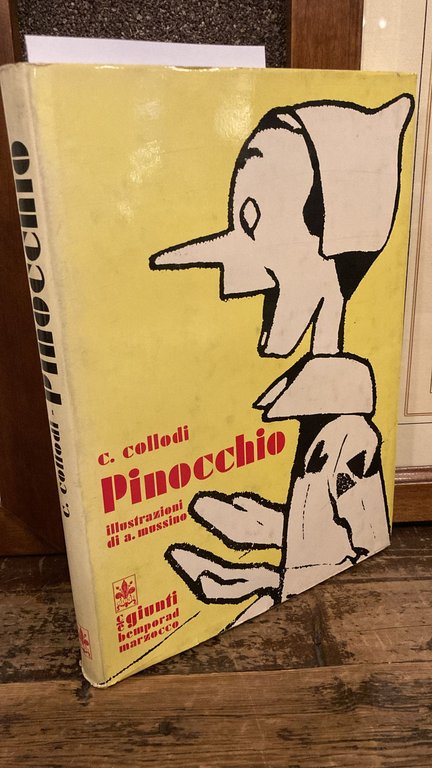 c. collodi - Pinocchio
c. collodi
Pinocchio
illustrazioni
di a. mussino
giunti
bemporad
marzocco